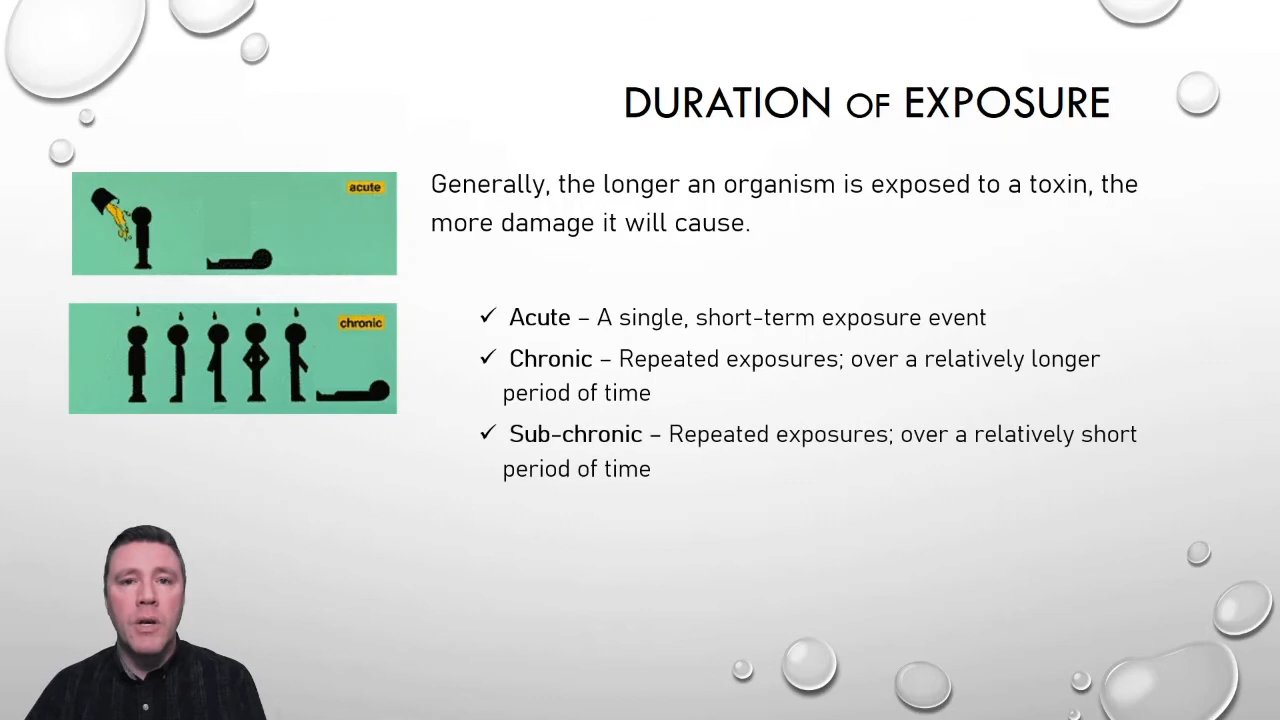 DURATION OF EXPOSURE
acute
Generally, the longer an organism is exposed to a toxin, the
more damage it will cause.
chronic
✓ Acute – A single, short-term exposure event
✓ Chronic – Repeated exposures; over a relatively longer
period of time
✓ Sub-chronic – Repeated exposures; over a relatively short
period of time